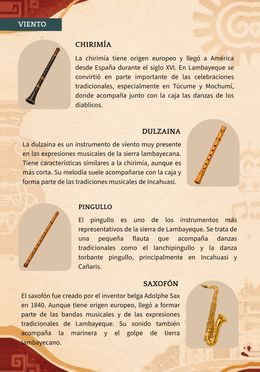 VIENTO
CHIRIMÍA
La chirimía tiene origen europeo y llegó a América
desde España durante el siglo XVI. En Lambayeque se
convirtió en parte importante de las celebraciones
tradicionales, especialmente en Túcume y Mochumí,
donde acompaña junto con la caja las danzas de los
diablicos.
DULZAINA
La dulzaina es un instrumento de viento muy presente
en las expresiones musicales de la sierra lambayecana.
Tiene características similares a la chirimía, aunque es
más corta. Su melodía suele acompañarse con la caja y
forma parte de las tradiciones musicales de Incahuasi.
PINGULLO
El pingullo es uno de los instrumentos más
representativos de la sierra de Lambayeque. Se trata de
una pequeña flauta que acompaña danzas
tradicionales como el lanchipingullo y la danza
torbante pingullo, principalmente en Incahuasi y
Cañaris.
SAXOFÓN
El saxofón fue creado por el inventor belga Adolphe Sax
en 1840. Aunque tiene origen europeo, llegó a formar
parte de las bandas musicales y de las expresiones
tradicionales de Lambayeque. Su sonido también
acompaña la marinera y el golpe de tierra
lambayecano.